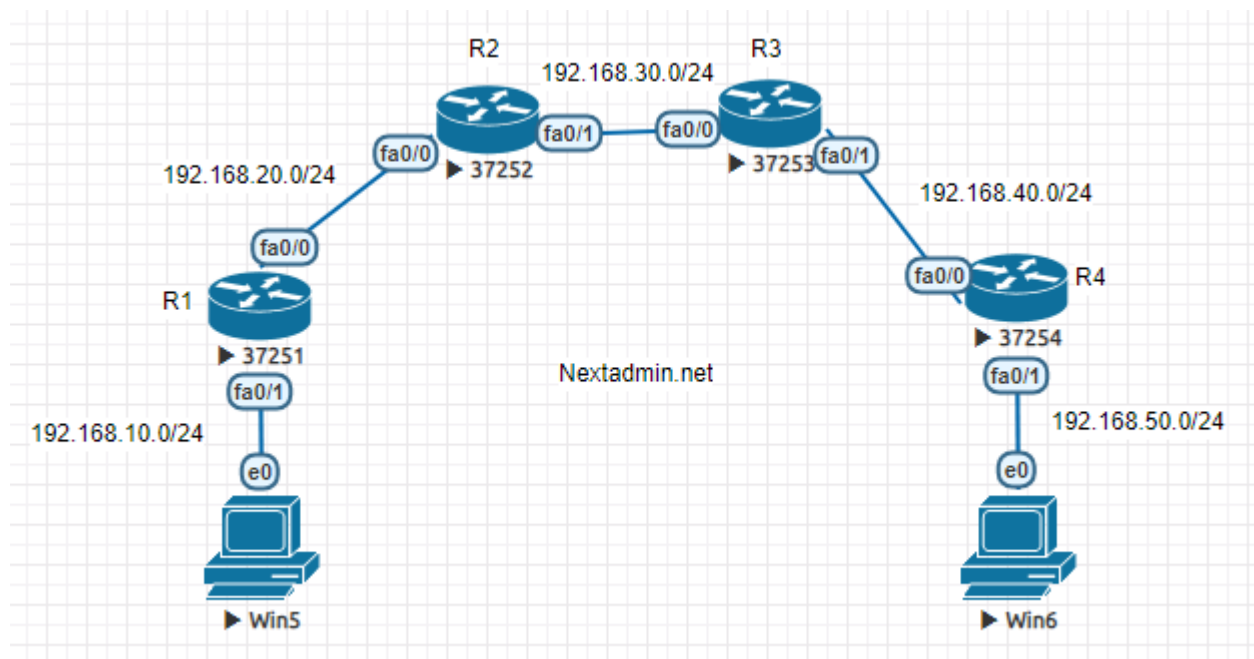 R2
R3
192.168.30.0/24
fa0/1
fa0/0
fa0/0
fa0/1
37252
37253
192.168.20.0/24
192.168.40.0/24
fa0/0
fa0/0
R1
R4
37251
37254
Nextadmin.net
fa0/1
fa0/1
192.168.10.0/24
192.168.50.0/24
e0
e0
Win5
Win6